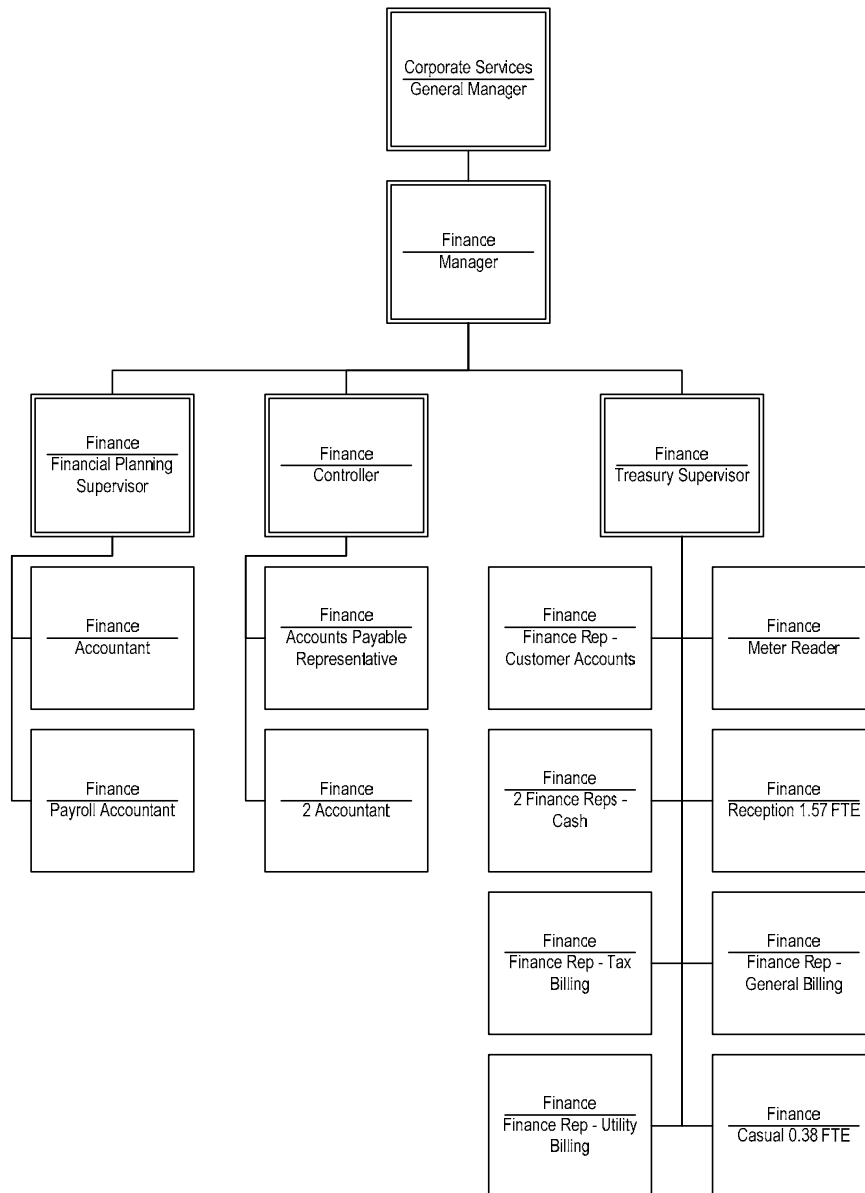 Corporate Services
General Manager
Finance
Manager
Finance
Financial Planning
Supervisor
Finance
Controller
Finance
Treasury Supervisor
Finance
Accountant
Finance
Accounts Payable
Representative
Finance
Finance Rep -
Customer Accounts
Finance
Meter Reader
Finance
Payroll Accountant
Finance
2 Accountant
Finance
2 Finance Reps -
Cash
Finance
Reception 1.57 FTE
Finance
Finance Rep - Tax
Billing
Finance
Finance Rep -
General Billing
Finance
Finance Rep - Utility
Billing
Finance
Casual 0.38 FTE